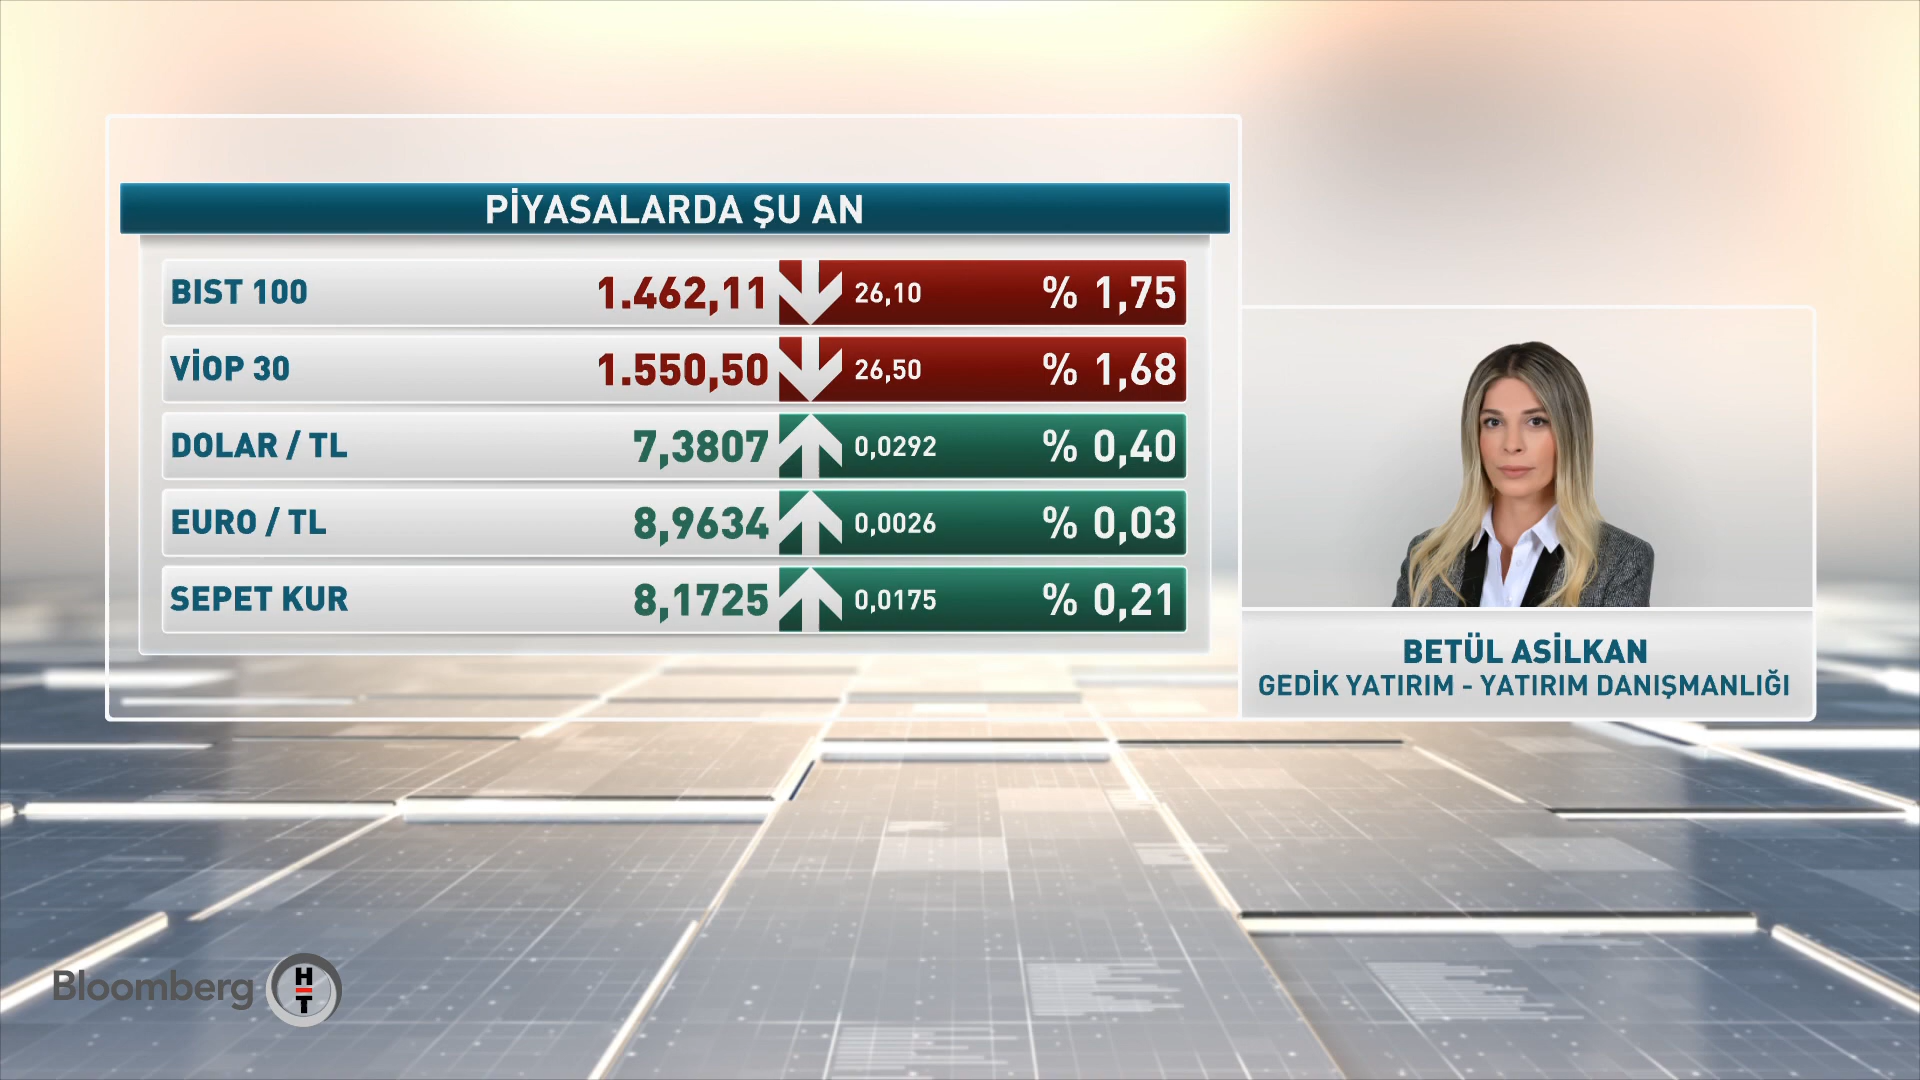 PİYASALARDA ŞU AN
BIST 100 1.462,11 26,10 % 1,75
VİOP 30 1.550,50 26,50 % 1,68
DOLAR / TL 7,3807 0,0292 % 0,40
EURO / TL 8,9634 0,0026 % 0,03
SEPET KUR 8,1725 0,0175 % 0,21
BETÜL ASİLKAN
GEDİK YATIRIM - YATIRIM DANIŞMANLIĞI
Bloomberg HT